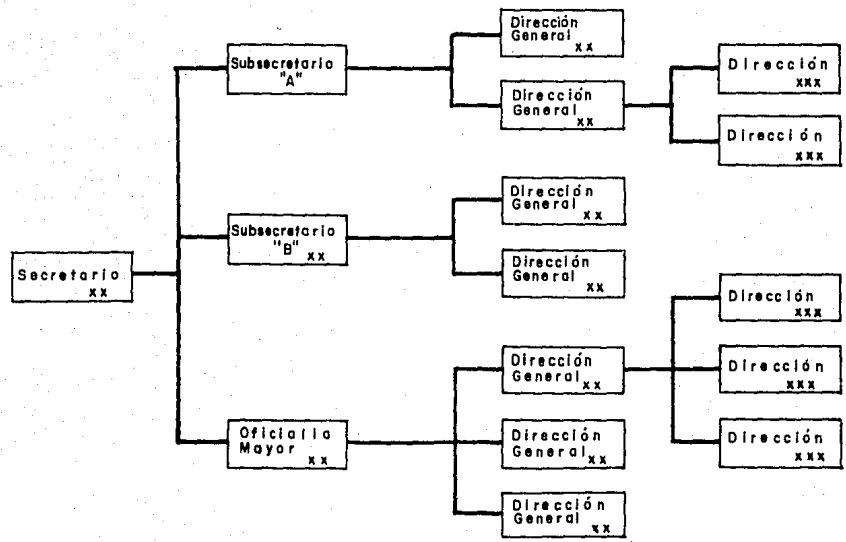 Dirección
General
xx
Subsecretario
"A"
Dirección
General
xx
Dirección
xxx
Dirección
xxx
Subsecretario
"B" xx
Dirección
General xx
Dirección
General
xx
Secretario
xx
Dirección
xxx
Dirección
General xx
Dirección
xxx
Oficialía
Mayor xx
Dirección
General xx
Dirección
xxx
Dirección
General
xx